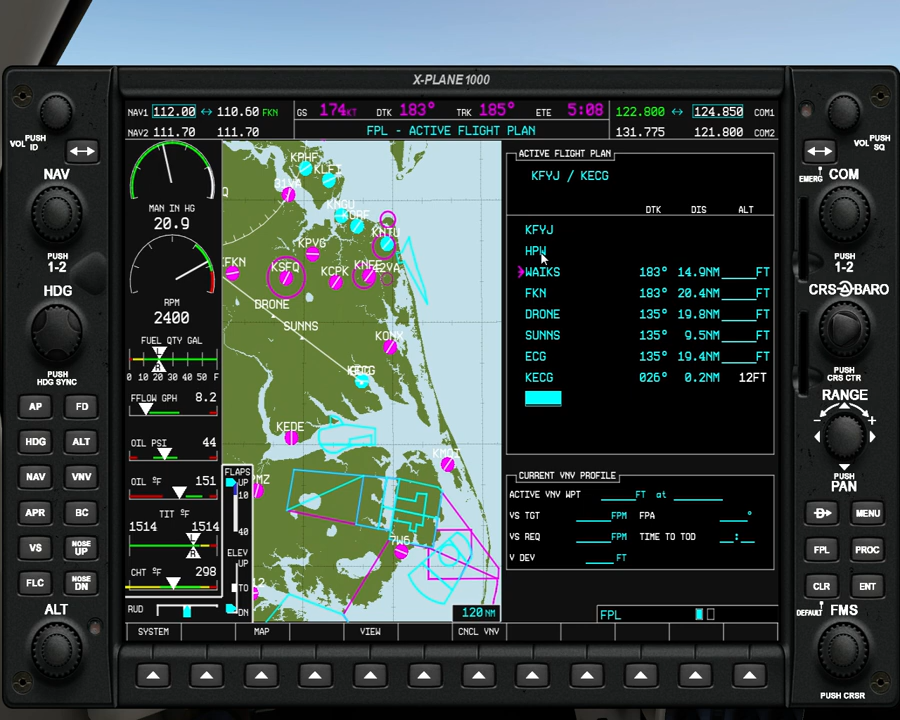 X-PLANE 1000
NAV1 112.00 ↔ 110.60 FKN
GS 174KT DTK 183° TRK 185° ETE 5:08
122.800 ↔ 124.850 COM1
NAV2 111.70 111.70
FPL - ACTIVE FLIGHT PLAN
131.775 121.800 COM2
VOL PUSH ID
VOL PUSH SQ
NAV
PUSH 1-2
HDG
PUSH HDG SYNC
AP FD
HDG ALT
NAV VNV
APR BC
VS NOSE UP
FLC NOSE DN
ALT
MAN IN HG
20.9
RPM
2400
FUEL QTY GAL
L
R
0 10 20 30 40 50 F
FFLOW GPH 8.2
OIL PSI 44
OIL °F 151
TIT °F
1514 1514
L
R
CHT °F 298
RUD
FLAPS
UP
10
40
ELEV
UP
TO
DN
KPHF
KLFI
KNGU
KNTU
KPVG
FKN
KSFQ
KCPK
DRONE
SUNNS
KEDE
7W6
120NM
ACTIVE FLIGHT PLAN
KFYJ / KECG
DTK DIS ALT
KFYJ
HPW
WAIKS 183° 14.9NM _____FT
FKN 183° 20.4NM _____FT
DRONE 135° 19.8NM _____FT
SUNNS 135° 9.5NM _____FT
ECG 135° 19.4NM _____FT
KECG 026° 0.2NM 12FT
CURRENT VNV PROFILE
ACTIVE VNV WPT _____FT at _______
VS TGT _____FPM FPA _____°
VS REQ _____FPM TIME TO TOD __:__
V DEV _____FT
FPL
SYSTEM MAP VIEW CNCL VNV
EMERG COM
PUSH 1-2
CRS BARO
PUSH CRS CTR
RANGE
- +
PUSH PAN
D MENU
FPL PROC
CLR ENT
DEFAULT FMS
PUSH CRSR